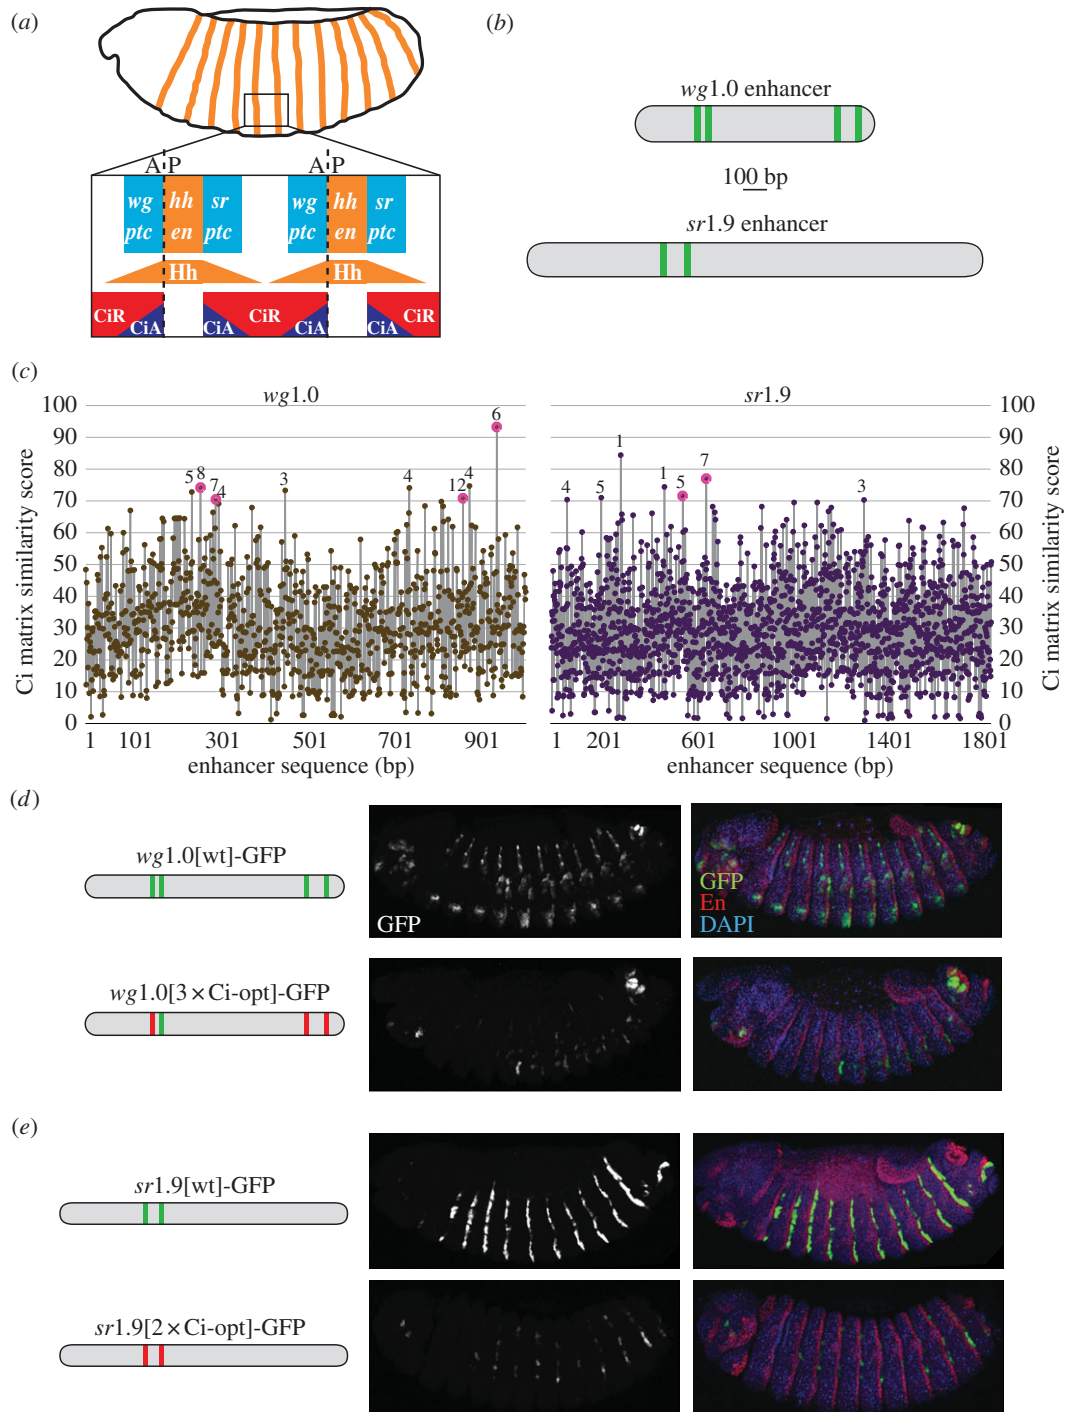 (a)
A P
A P
wg hh sr
ptc en ptc
wg hh sr
ptc en ptc
Hh
Hh
CiR CiA CiA CiR CiA CiA CiR
(b)
wg1.0 enhancer
100 bp
sr1.9 enhancer
(c)
wg1.0
Ci matrix similarity score
100
90
80
70
60
50
40
30
20
10
0
5 8 7 4 3 4 12 4 6
1 101 301 501 701 901
enhancer sequence (bp)
sr1.9
4 5 1 1 5 7 3
1 201 601 1001 1401 1801
enhancer sequence (bp)
100
90
80
70
60
50
40
30
20
10
0
Ci matrix similarity score
(d)
wg1.0[wt]-GFP
GFP
GFP
En
DAPI
wg1.0[3 × Ci-opt]-GFP
(e)
sr1.9[wt]-GFP
sr1.9[2 × Ci-opt]-GFP